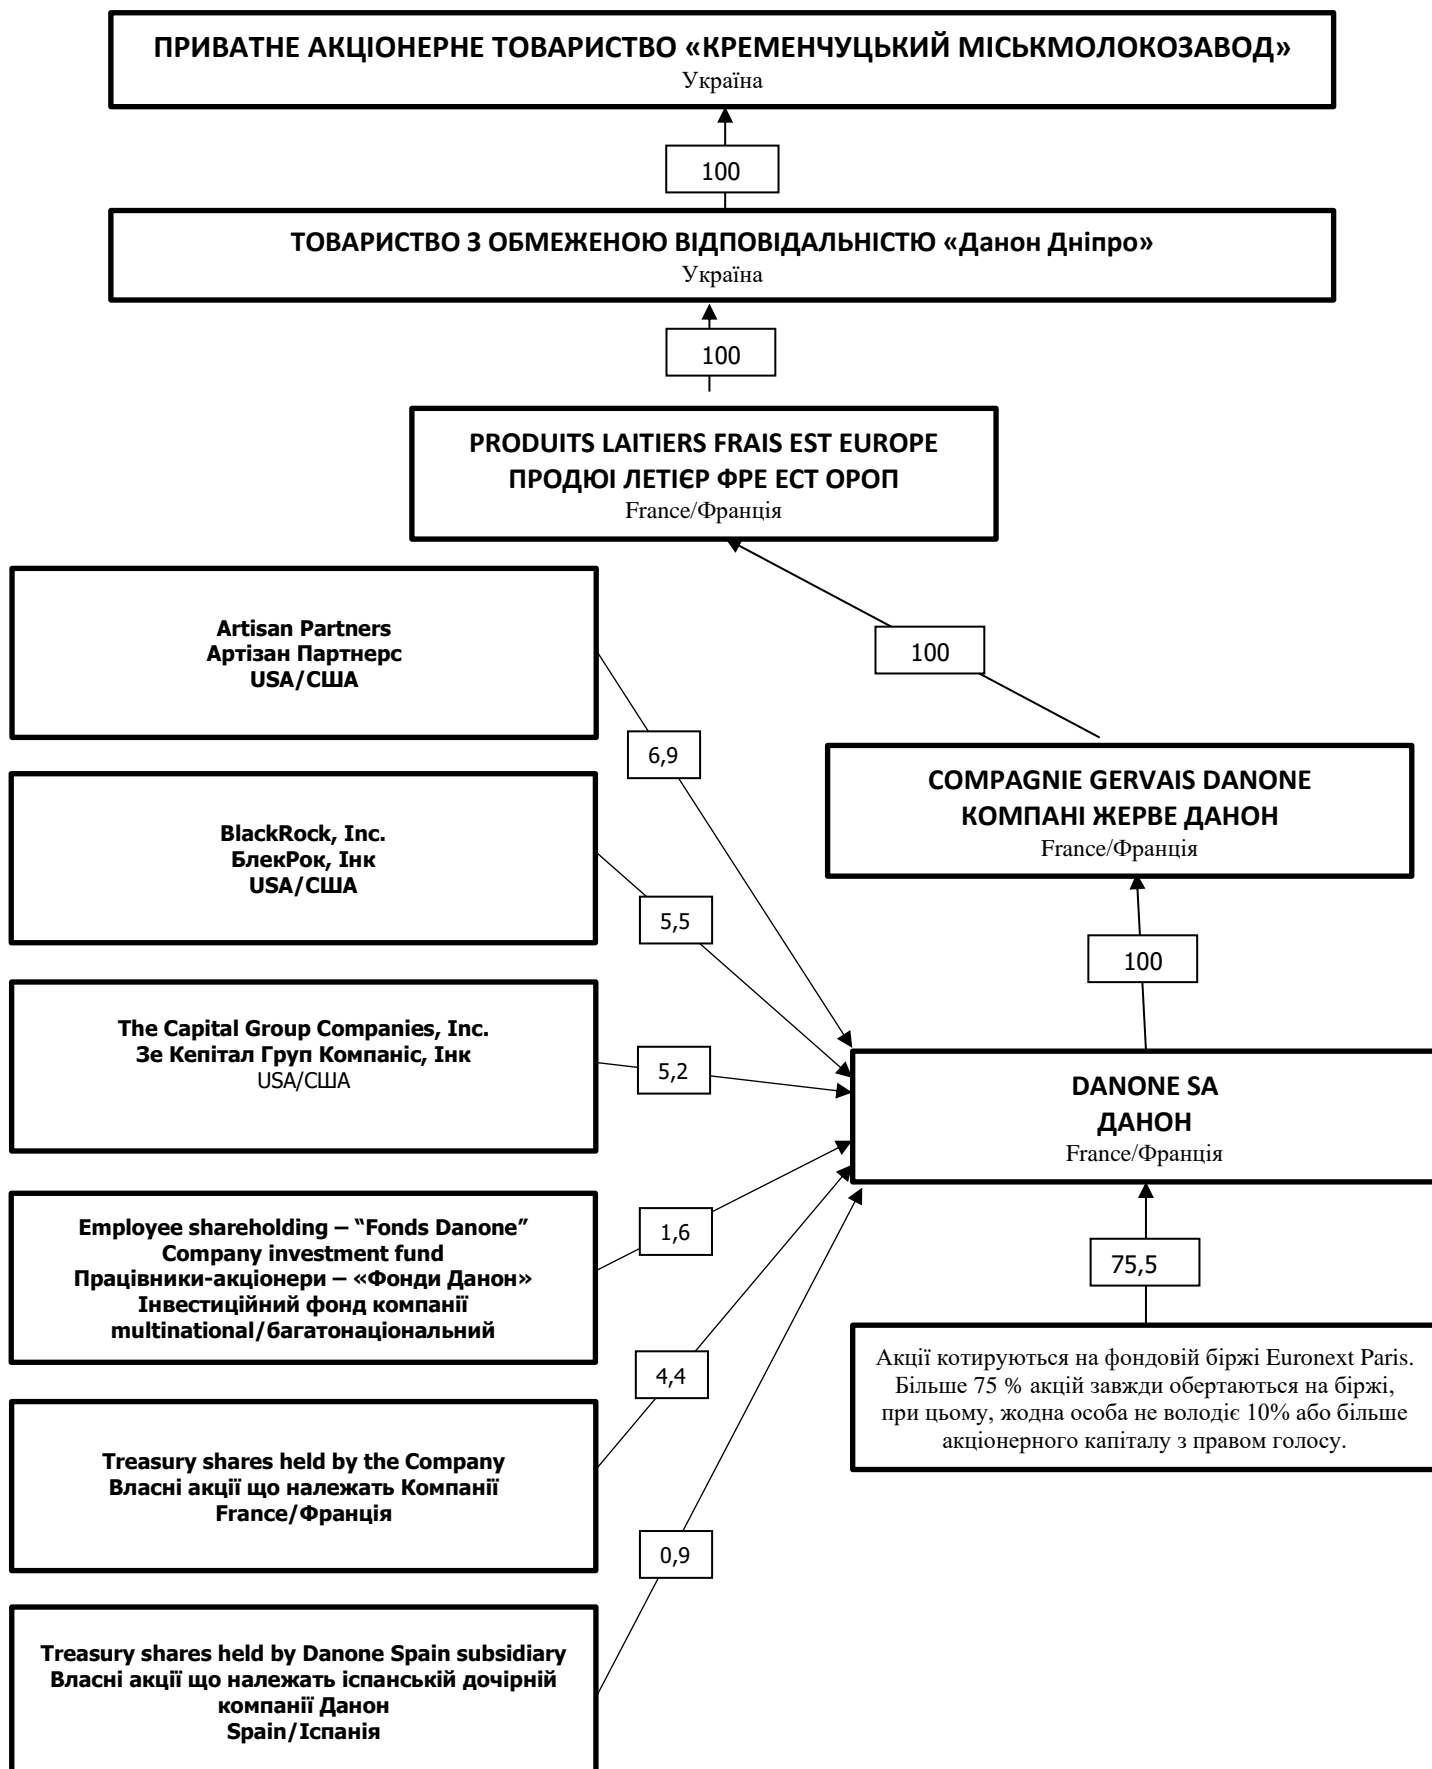 ПРИВАТНЕ АКЦІОНЕРНЕ ТОВАРИСТВО «КРЕМЕНЧУЦЬКИЙ МІСЬКМОЛОКОЗАВОД»
Україна
100
ТОВАРИСТВО З ОБМЕЖЕНОЮ ВІДПОВІДАЛЬНІСТЮ «Данон Дніпро»
Україна
100
PRODUITS LAITIERS FRAIS EST EUROPE
ПРОДЮІ ЛЕТІЄР ФРЕ ЕСТ ОРОП
France/Франція
100
Artisan Partners
Артізан Партнерс
USA/США
6,9
COMPAGNIE GERVAIS DANONE
КОМПАНІ ЖЕРВЕ ДАНОН
France/Франція
BlackRock, Inc.
БлекРок, Інк
USA/США
5,5
100
The Capital Group Companies, Inc.
Зе Кепітал Груп Компаніс, Інк
USA/США
5,2
DANONE SA
ДАНОН
France/Франція
Employee shareholding – “Fonds Danone”
Company investment fund
Працівники-акціонери – «Фонди Данон»
Інвестиційний фонд компанії
multinational/багатонаціональний
1,6
75,5
Акції котируються на фондовій біржі Euronext Paris.
Більше 75 % акцій завжди обертаються на біржі,
при цьому, жодна особа не володіє 10% або більше
акціонерного капіталу з правом голосу.
4,4
Treasury shares held by the Company
Власні акції що належать Компанії
France/Франція
0,9
Treasury shares held by Danone Spain subsidiary
Власні акції що належать іспанській дочірній
компанії Данон
Spain/Іспанія